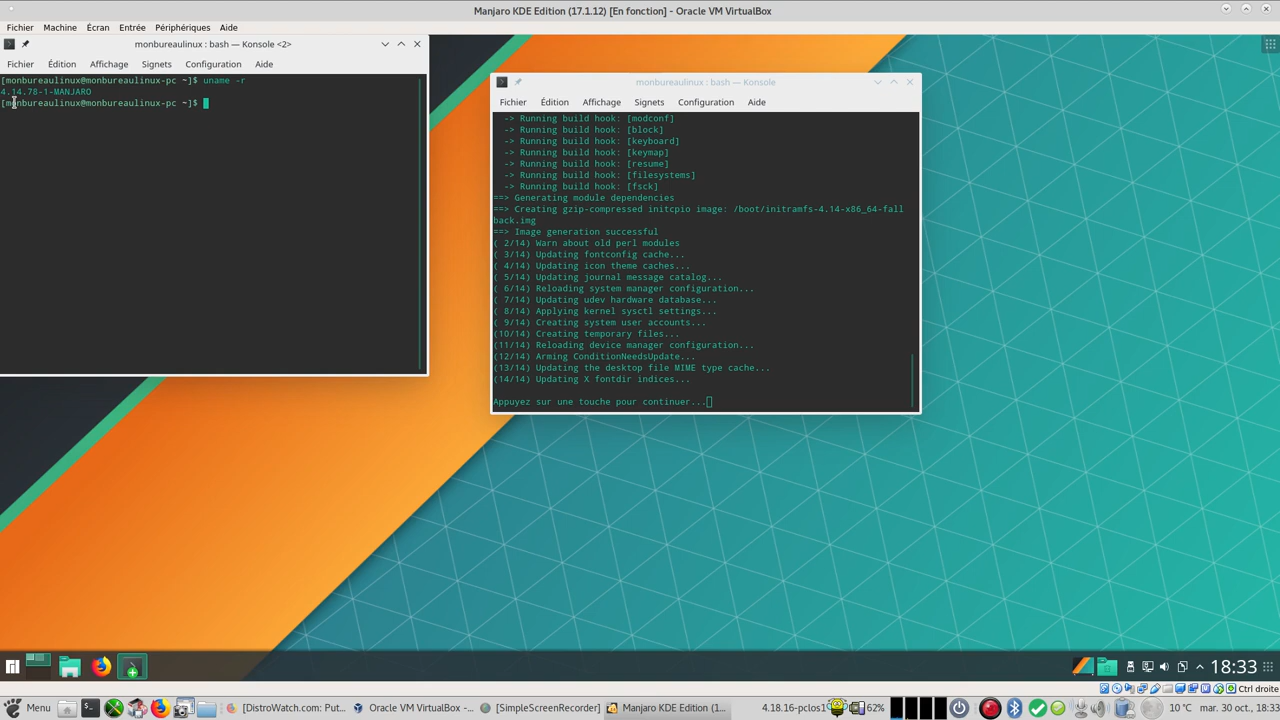 Manjaro KDE Edition (17.1.12) [En fonction] - Oracle VM VirtualBox
Fichier Machine Écran Entrée Périphériques Aide
monbureaulinux : bash — Konsole <2>
Fichier Édition Affichage Signets Configuration Aide
[monbureaulinux@monbureaulinux-pc ~]$ uname -r
4.14.78-1-MANJARO
[monbureaulinux@monbureaulinux-pc ~]$
monbureaulinux : bash — Konsole
Fichier Édition Affichage Signets Configuration Aide
-> Running build hook: [modconf]
-> Running build hook: [block]
-> Running build hook: [keyboard]
-> Running build hook: [keymap]
-> Running build hook: [resume]
-> Running build hook: [filesystems]
-> Running build hook: [fsck]
==> Generating module dependencies
==> Creating gzip-compressed initcpio image: /boot/initramfs-4.14-x86_64-fall
back.img
==> Image generation successful
( 2/14) Warn about old perl modules
( 3/14) Updating fontconfig cache...
( 4/14) Updating icon theme caches...
( 5/14) Updating journal message catalog...
( 6/14) Reloading system manager configuration...
( 7/14) Updating udev hardware database...
( 8/14) Applying kernel sysctl settings...
( 9/14) Creating system user accounts...
(10/14) Creating temporary files...
(11/14) Reloading device manager configuration...
(12/14) Arming ConditionNeedsUpdate...
(13/14) Updating the desktop file MIME type cache...
(14/14) Updating X fontdir indices...
Appuyez sur une touche pour continuer...
18:33
Ctrl droite
Menu [DistroWatch.com: Put... Oracle VM VirtualBox -... [SimpleScreenRecorder] Manjaro KDE Edition (1... 62% 4.18.16-pclos1 10 °C mar. 30 oct., 18:33